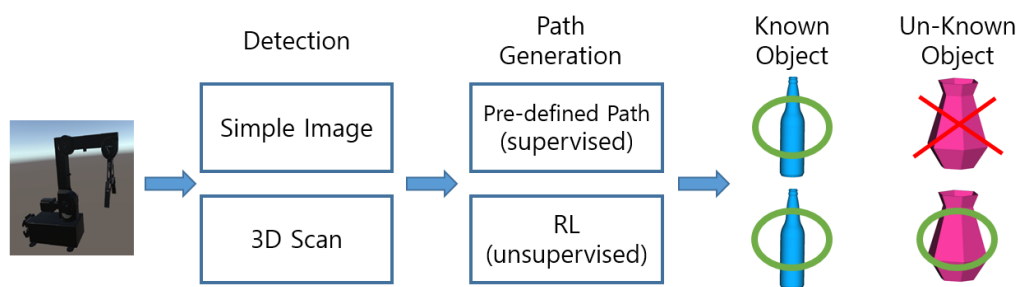 Detection
Path
Generation
Known
Object
Un-Known
Object
Simple Image
Pre-defined Path
(supervised)
3D Scan
RL
(unsupervised)